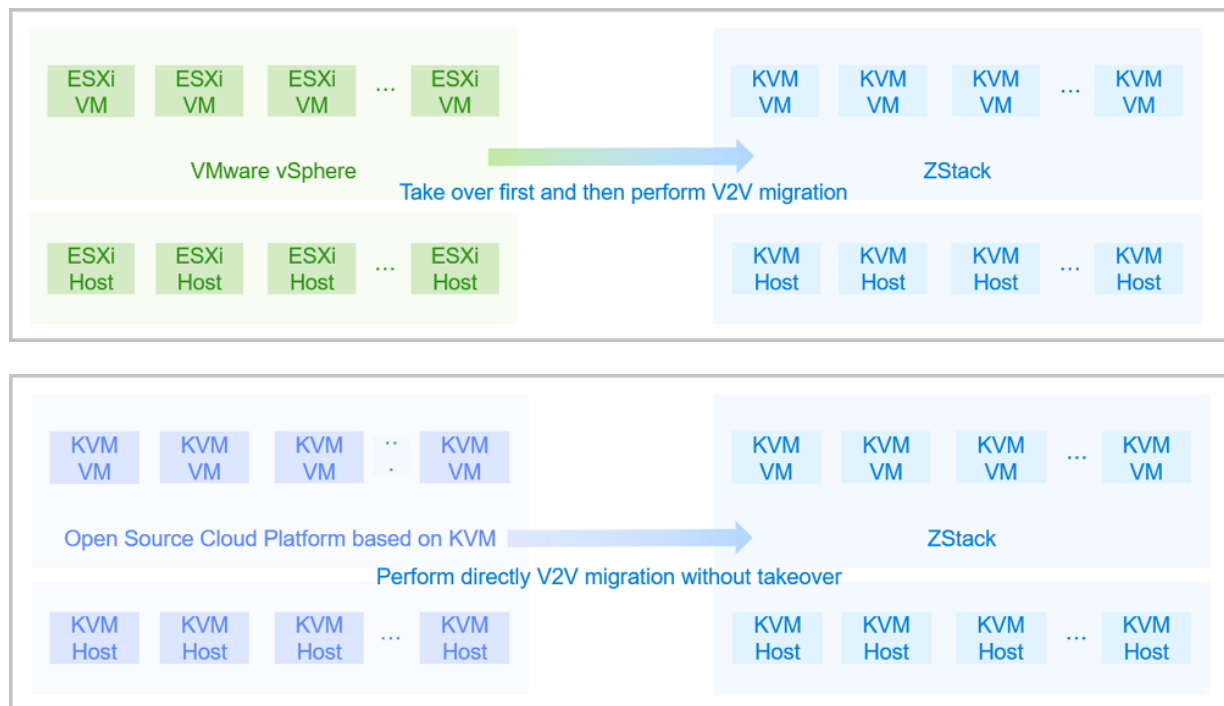 ESXi ESXi ESXi ESXi
VM VM VM ... VM
VMware vSphere
ESXi ESXi ESXi ESXi
Host Host Host ... Host
Take over first and then perform V2V migration
KVM KVM KVM KVM
VM VM VM ... VM
ZStack
KVM KVM KVM KVM
Host Host Host ... Host
KVM KVM KVM KVM
VM VM VM ... VM
Open Source Cloud Platform based on KVM
KVM KVM KVM KVM
Host Host Host ... Host
Perform directly V2V migration without takeover
KVM KVM KVM KVM
VM VM VM ... VM
ZStack
KVM KVM KVM KVM
Host Host Host ... Host